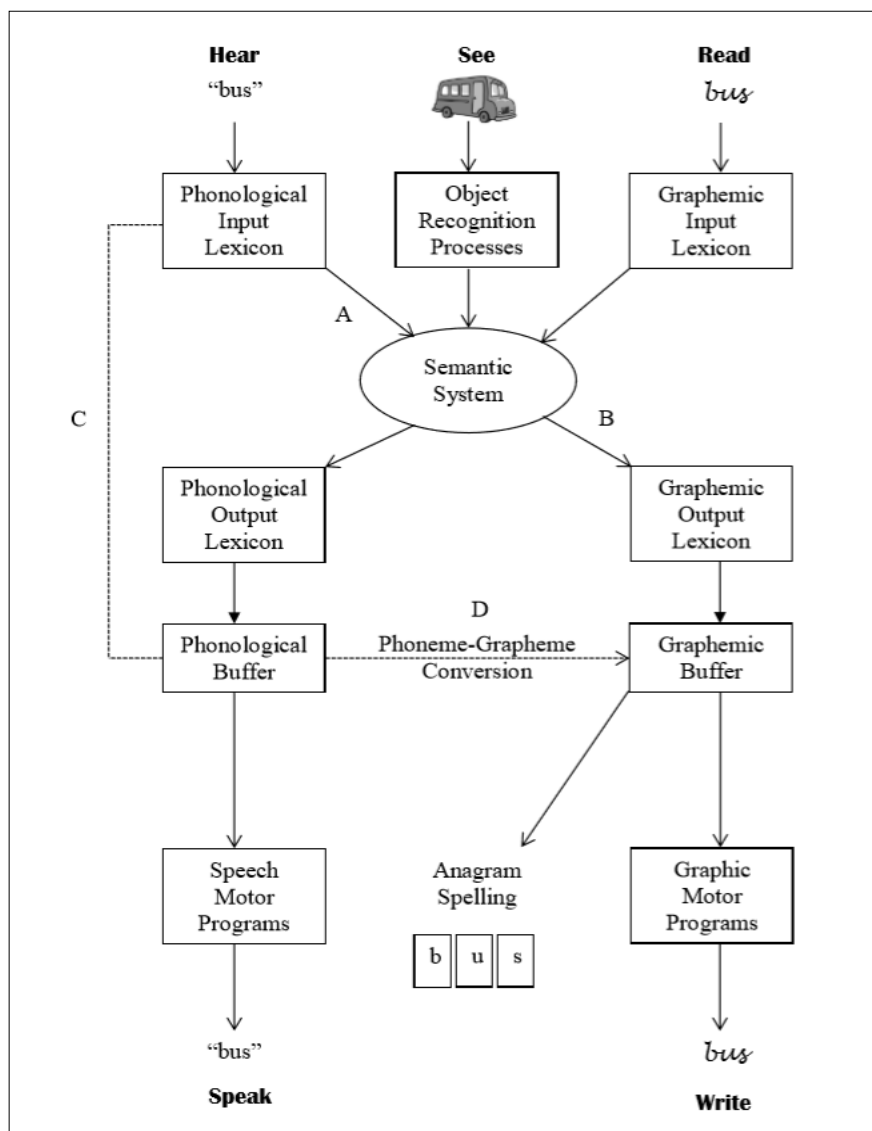 Hear
See
Read
“bus”
bus
Phonological
Input
Lexicon
Object
Recognition
Processes
Graphemic
Input
Lexicon
A
Semantic
System
C
B
Phonological
Output
Lexicon
Graphemic
Output
Lexicon
D
Phonological
Buffer
Phoneme-Grapheme
Conversion
Graphemic
Buffer
Speech
Motor
Programs
Anagram
Spelling
b u s
Graphic
Motor
Programs
“bus”
bus
Speak
Write